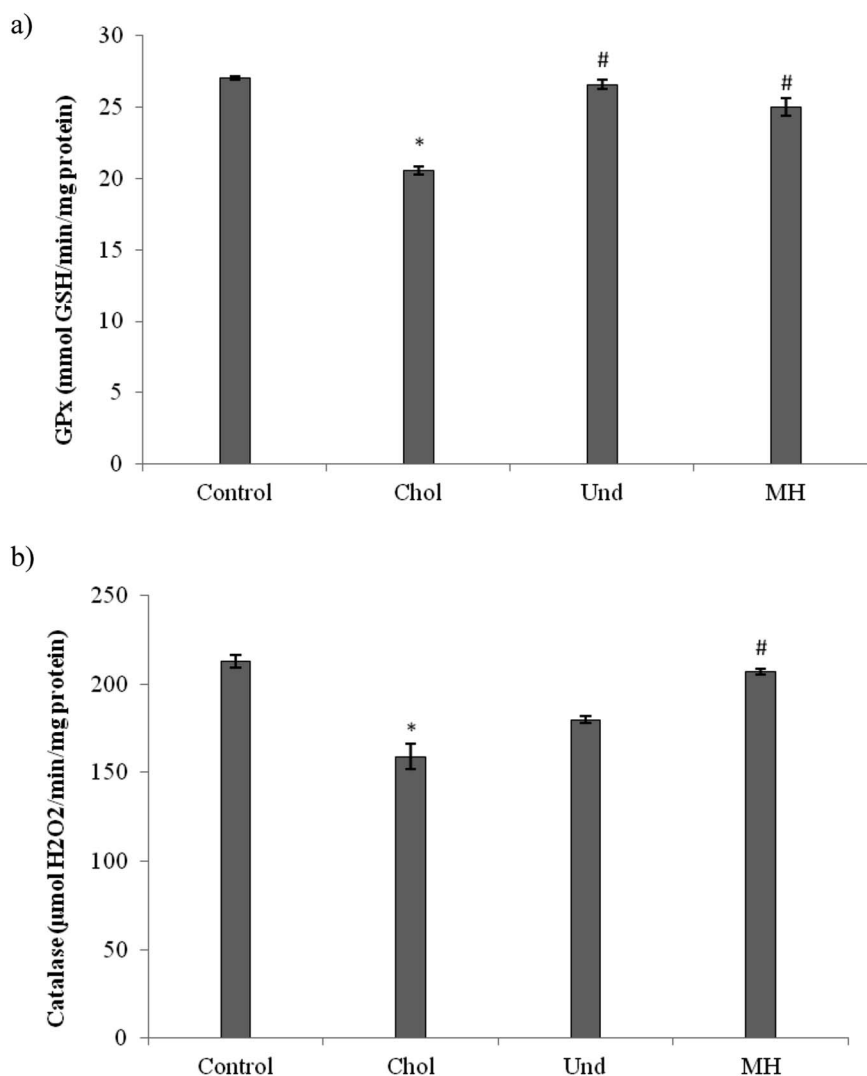 a)
GPx (mmol GSH/min/mg protein)
30
25
20
15
10
5
0
#
#
*
Control
Chol
Und
MH
b)
Catalase (µmol H2O2/min/mg protein)
250
200
150
100
50
0
#
*
Control
Chol
Und
MH